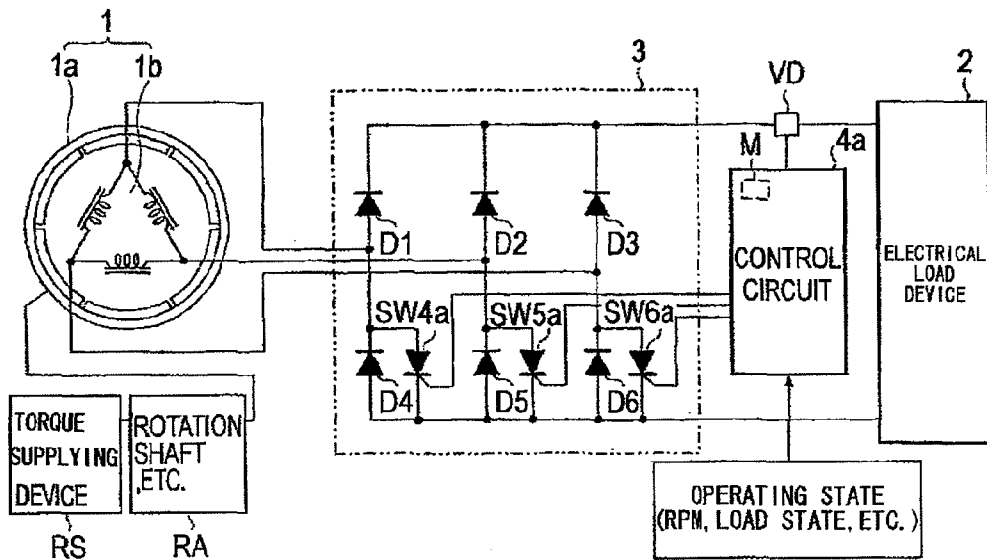 1
1a
1b
3
VD
2
M
4a
D1
D2
D3
CONTROL
CIRCUIT
ELECTRICAL
LOAD
DEVICE
SW4a
SW5a
SW6a
D4
D5
D6
TORQUE
SUPPLYING
DEVICE
ROTATION
SHAFT
,ETC.
RS
RA
OPERATING STATE
(RPM, LOAD STATE, ETC.)